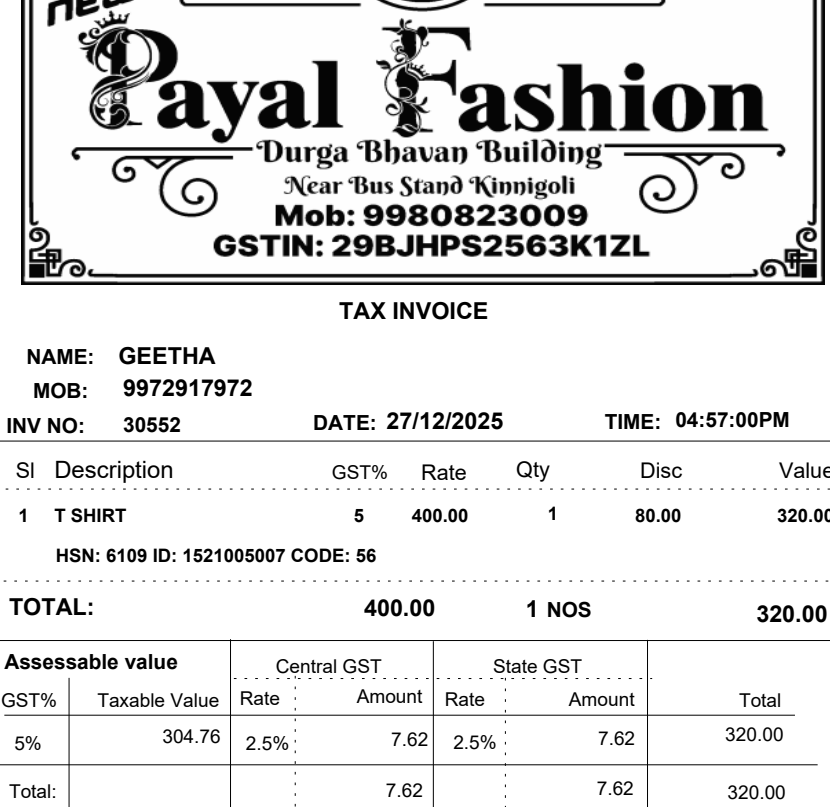 new
Payal Fashion
Durga Bhavan Building
Near Bus Stand Kinnigoli
Mob: 9980823009
GSTIN: 29BJHPS2563K1ZL
TAX INVOICE
NAME: GEETHA
MOB: 9972917972
INV NO: 30552 DATE: 27/12/2025 TIME: 04:57:00PM
Sl Description GST% Rate Qty Disc Value
1 T SHIRT 5 400.00 1 80.00 320.00
HSN: 6109 ID: 1521005007 CODE: 56
TOTAL: 400.00 1 NOS 320.00
Assessable value Central GST State GST
GST% Taxable Value Rate Amount Rate Amount Total
5% 304.76 2.5% 7.62 2.5% 7.62 320.00
Total: 7.62 7.62 320.00